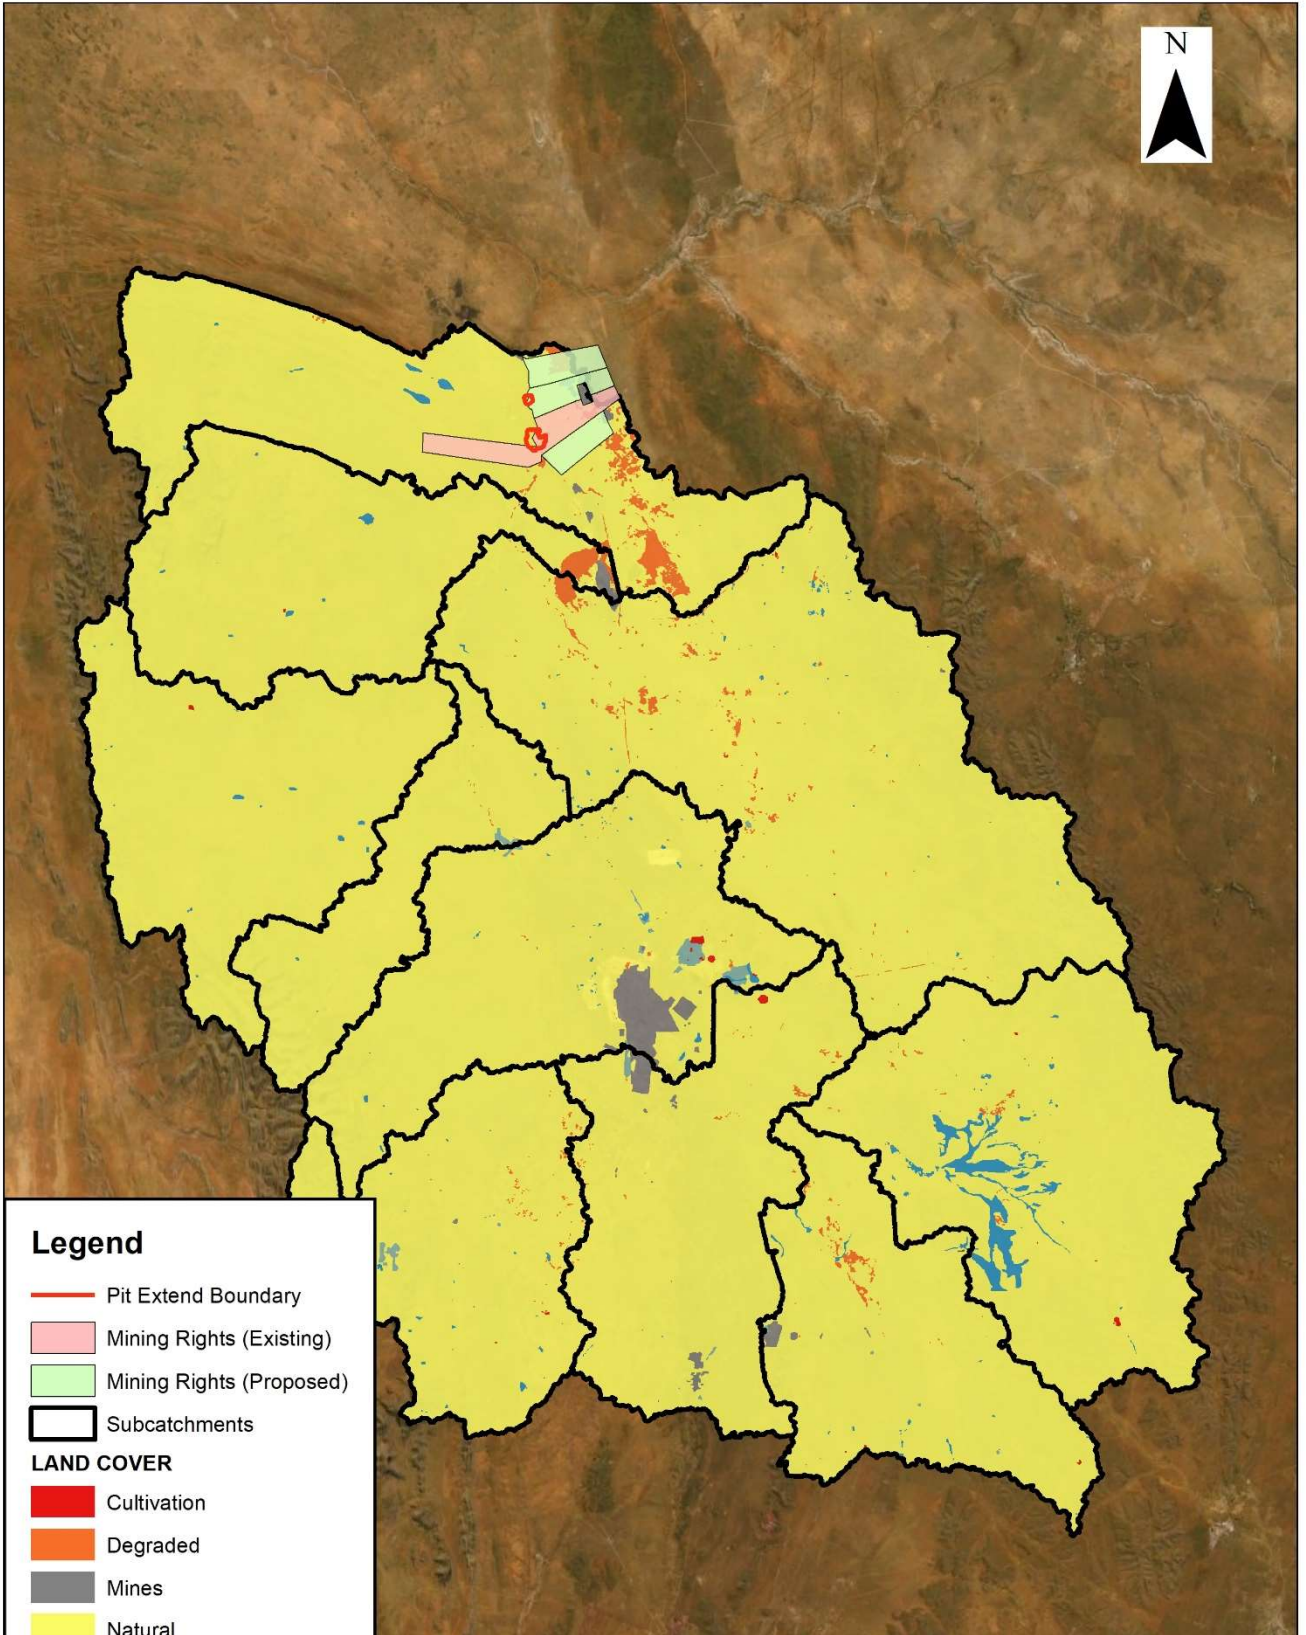 N
Legend
Pit Extend Boundary
Mining Rights (Existing)
Mining Rights (Proposed)
Subcatchments
LAND COVER
Cultivation
Degraded
Mines
Natural